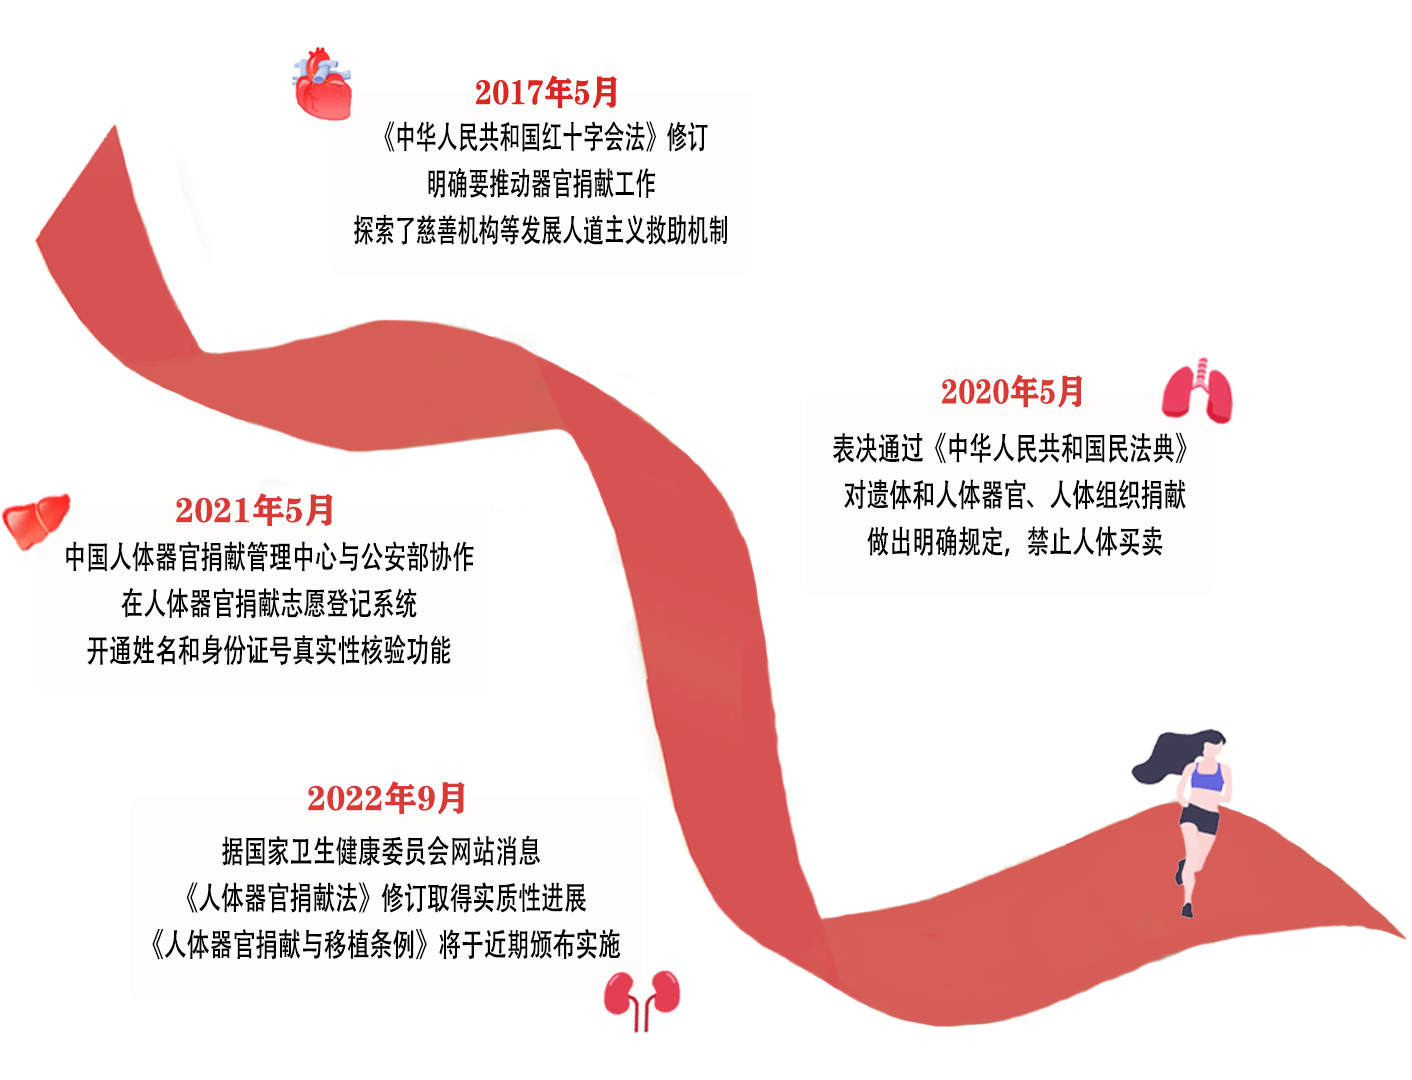 2017年5月
《中华人民共和国红十字会法》修订
明确要推动器官捐献工作
探索了慈善机构等发展人道主义救助机制
2020年5月
表决通过《中华人民共和国民法典》
对遗体和人体器官、人体组织捐献
做出明确规定，禁止人体买卖
2021年5月
中国人体器官捐献管理中心与公安部协作
在人体器官捐献志愿登记系统
开通姓名和身份证号真实性核验功能
2022年9月
据国家卫生健康委员会网站消息
《人体器官捐献法》修订取得实质性进展
《人体器官捐献与移植条例》将于近期颁布实施